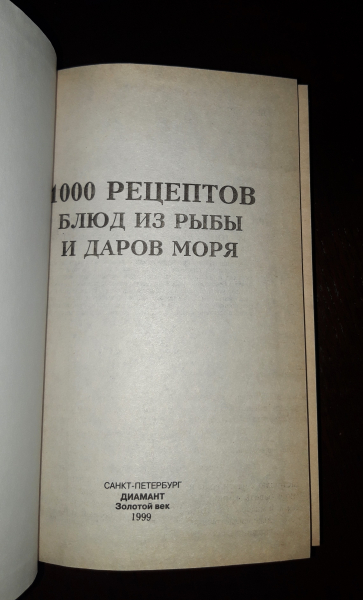 1000 РЕЦЕПТОВ
БЛЮД ИЗ РЫБЫ
И ДАРОВ МОРЯ
САНКТ-ПЕТЕРБУРГ
ДИАМАНТ
Золотой век
1999